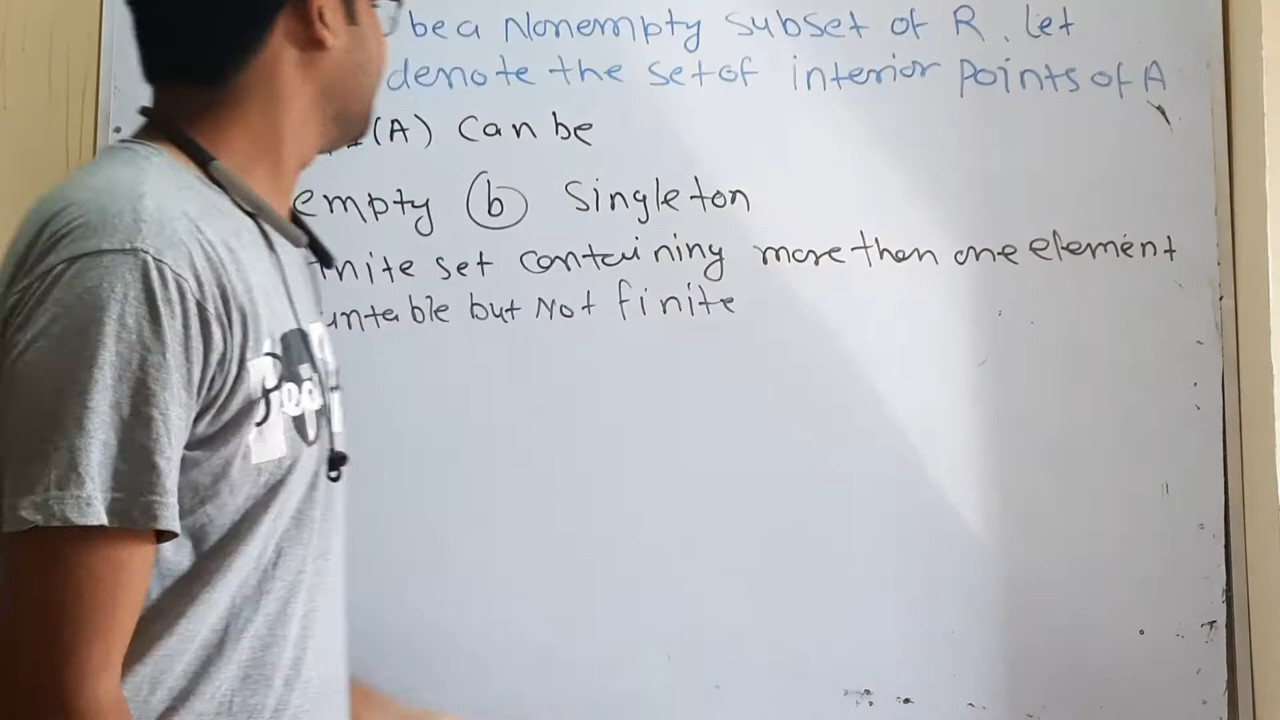 be a Nonempty subset of R. let
denote the set of interior points of A
(A) can be
empty (b) Singleton
nite set containing more then one element
untable but Not finite